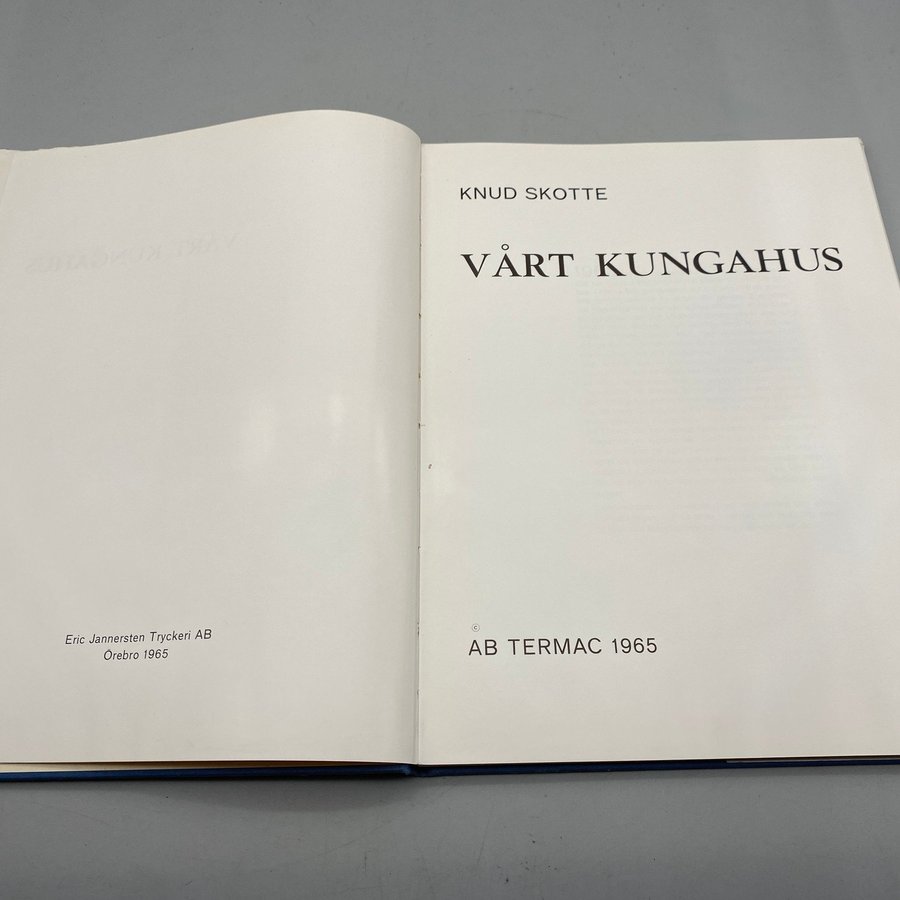 Eric Jannersten Tryckeri AB
Örebro 1965
KNUD SKOTTE
VÅRT KUNGAHUS
©
AB TERMAC 1965